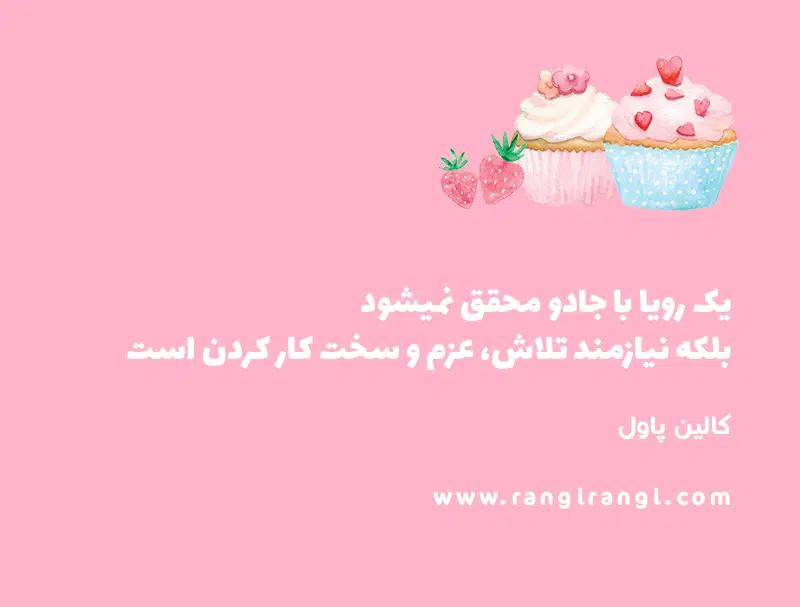 یک رویا با جادو محقق نمیشود
بلکه نیازمند تلاش، عزم و سخت کار کردن است
کالین پاول
www.rangirangi.com